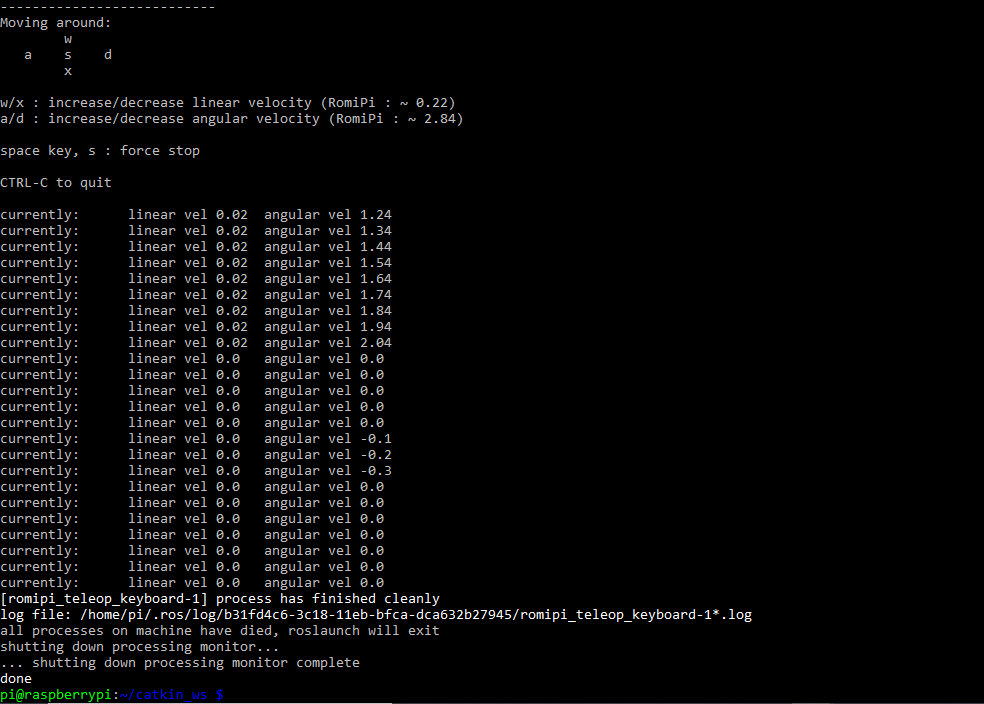 ---------------------------
Moving around:
        w
   a    s    d
        x

w/x : increase/decrease linear velocity (RomiPi : ~ 0.22)
a/d : increase/decrease angular velocity (RomiPi : ~ 2.84)

space key, s : force stop

CTRL-C to quit

currently:      linear vel 0.02  angular vel 1.24
currently:      linear vel 0.02  angular vel 1.34
currently:      linear vel 0.02  angular vel 1.44
currently:      linear vel 0.02  angular vel 1.54
currently:      linear vel 0.02  angular vel 1.64
currently:      linear vel 0.02  angular vel 1.74
currently:      linear vel 0.02  angular vel 1.84
currently:      linear vel 0.02  angular vel 1.94
currently:      linear vel 0.02  angular vel 2.04
currently:      linear vel 0.0   angular vel 0.0
currently:      linear vel 0.0   angular vel 0.0
currently:      linear vel 0.0   angular vel 0.0
currently:      linear vel 0.0   angular vel 0.0
currently:      linear vel 0.0   angular vel 0.0
currently:      linear vel 0.0   angular vel -0.1
currently:      linear vel 0.0   angular vel -0.2
currently:      linear vel 0.0   angular vel -0.3
currently:      linear vel 0.0   angular vel 0.0
currently:      linear vel 0.0   angular vel 0.0
currently:      linear vel 0.0   angular vel 0.0
currently:      linear vel 0.0   angular vel 0.0
currently:      linear vel 0.0   angular vel 0.0
currently:      linear vel 0.0   angular vel 0.0
currently:      linear vel 0.0   angular vel 0.0
[romipi_teleop_keyboard-1] process has finished cleanly
log file: /home/pi/.ros/log/b31fd4c6-3c18-11eb-bfca-dca632b27945/romipi_teleop_keyboard-1*.log
all processes on machine have died, roslaunch will exit
shutting down processing monitor...
... shutting down processing monitor complete
done
pi@raspberrypi:~/catkin_ws $